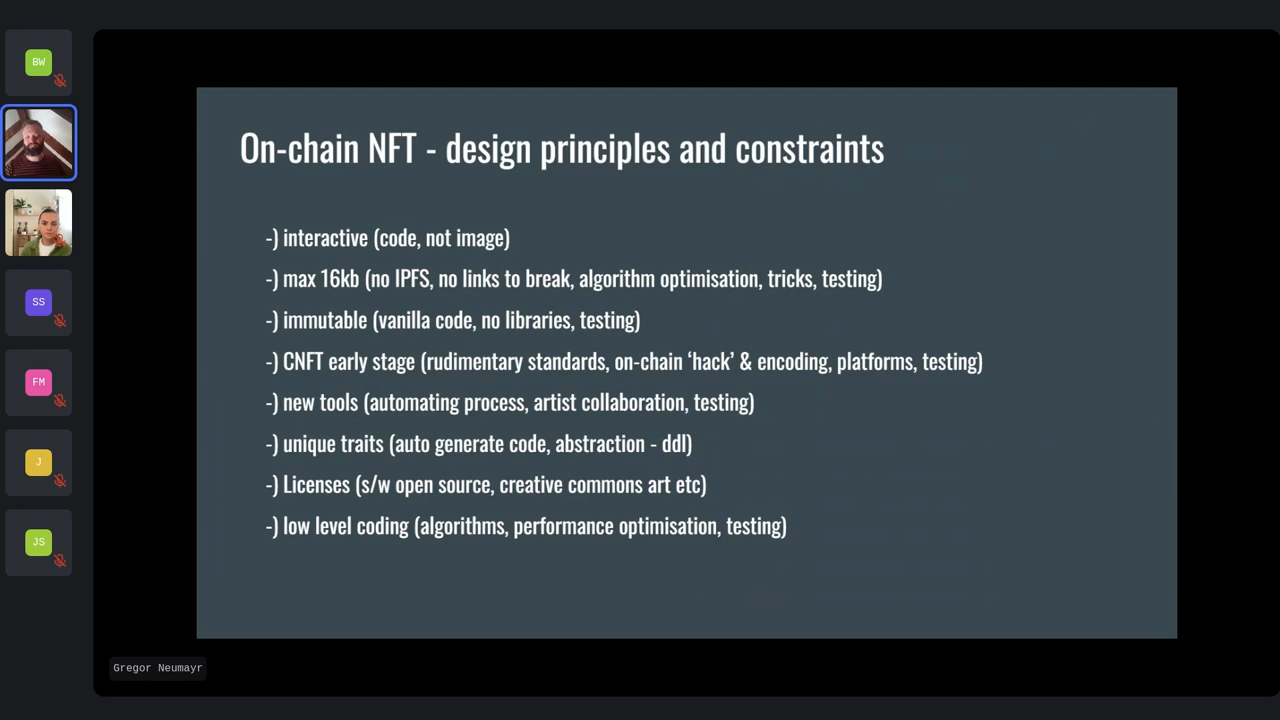 BW
SS
FM
J
JS
On-chain NFT - design principles and constraints
-) interactive (code, not image)
-) max 16kb (no IPFS, no links to break, algorithm optimisation, tricks, testing)
-) immutable (vanilla code, no libraries, testing)
-) CNFT early stage (rudimentary standards, on-chain ‘hack’ & encoding, platforms, testing)
-) new tools (automating process, artist collaboration, testing)
-) unique traits (auto generate code, abstraction - ddl)
-) Licenses (s/w open source, creative commons art etc)
-) low level coding (algorithms, performance optimisation, testing)
Gregor Neumayr